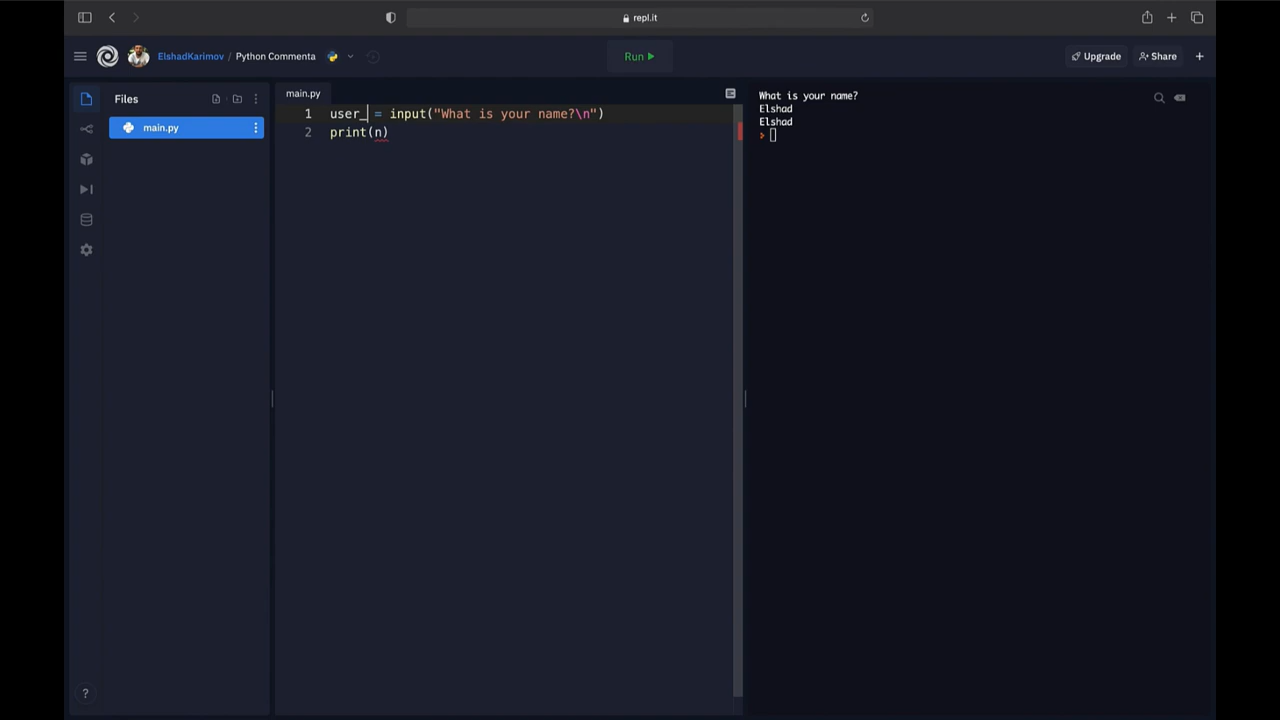 repl.it
ElshadKarimov / Python Commenta
Run
Upgrade
Share
Files
main.py
main.py
1 user_ = input("What is your name?\n")
2 print(n)
What is your name?
Elshad
Elshad
>
?